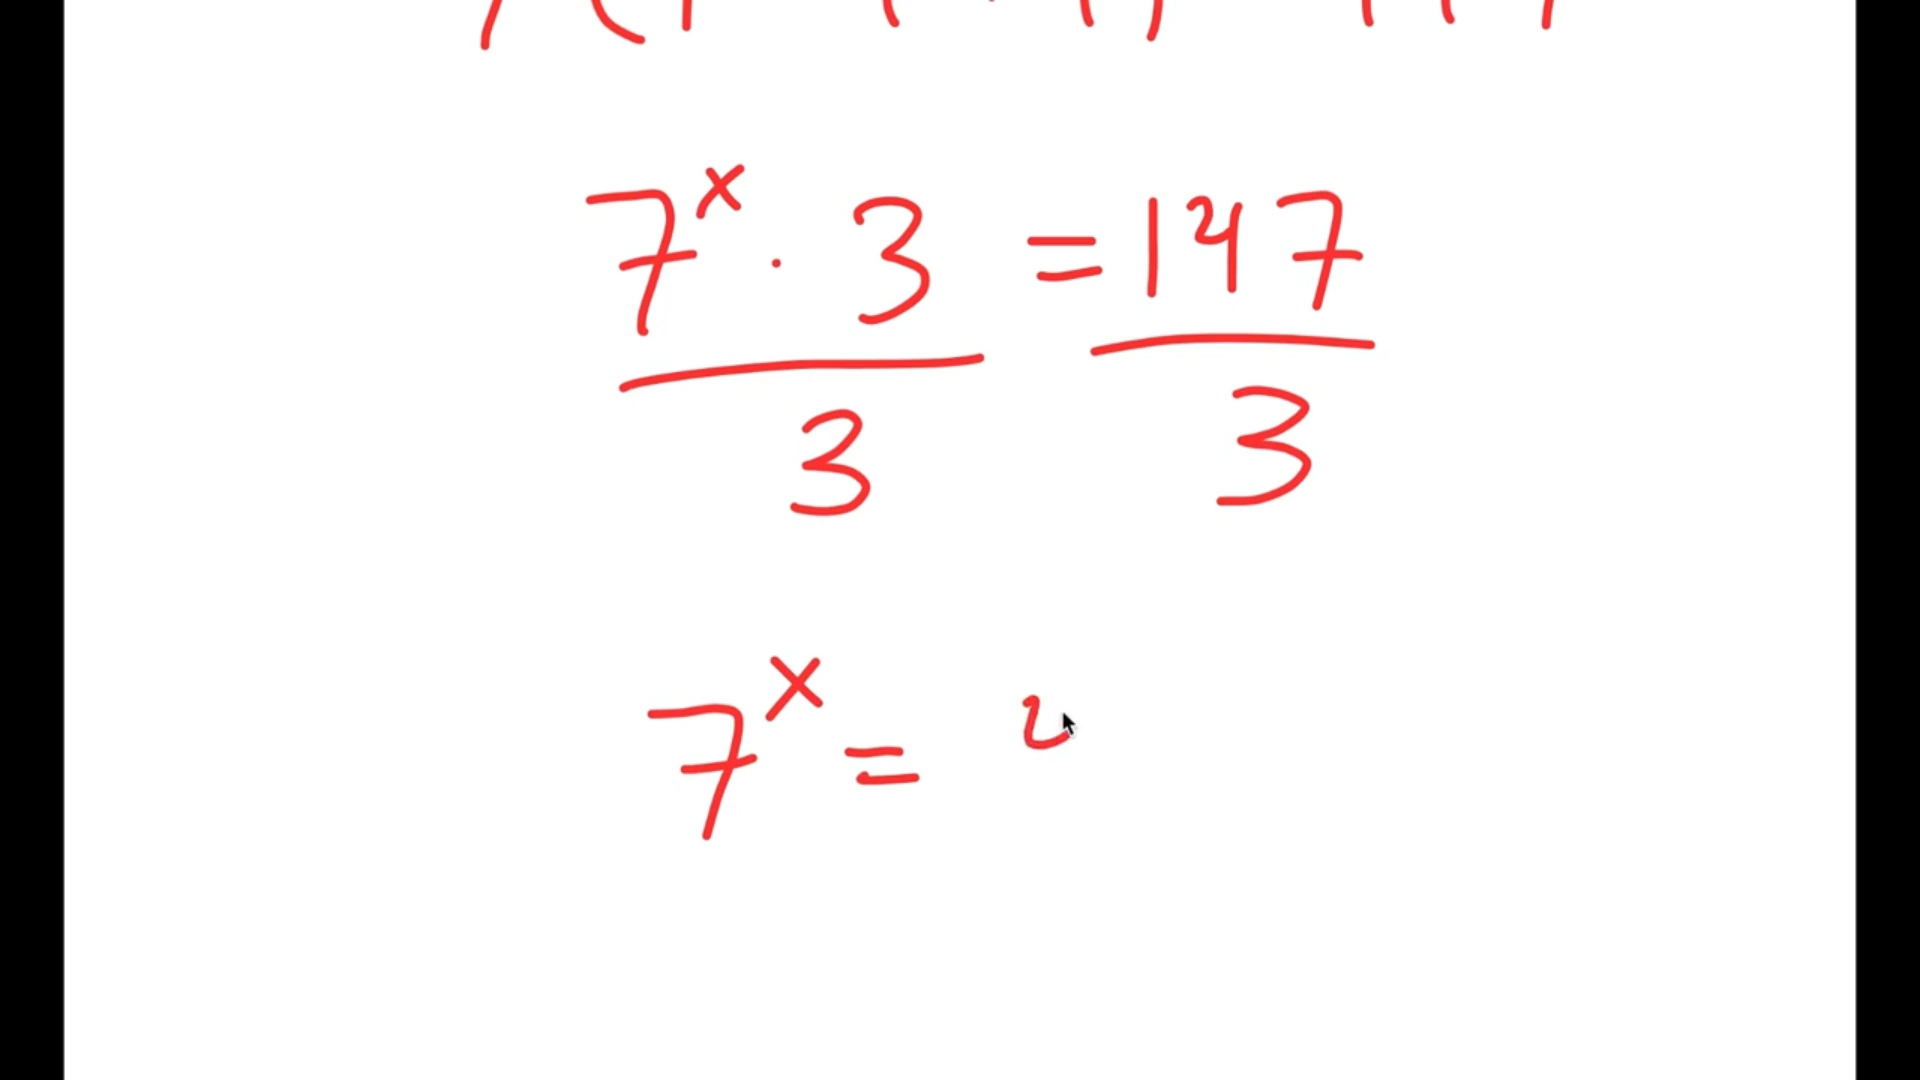 7^x · 3 = 147
3 3
7^x =